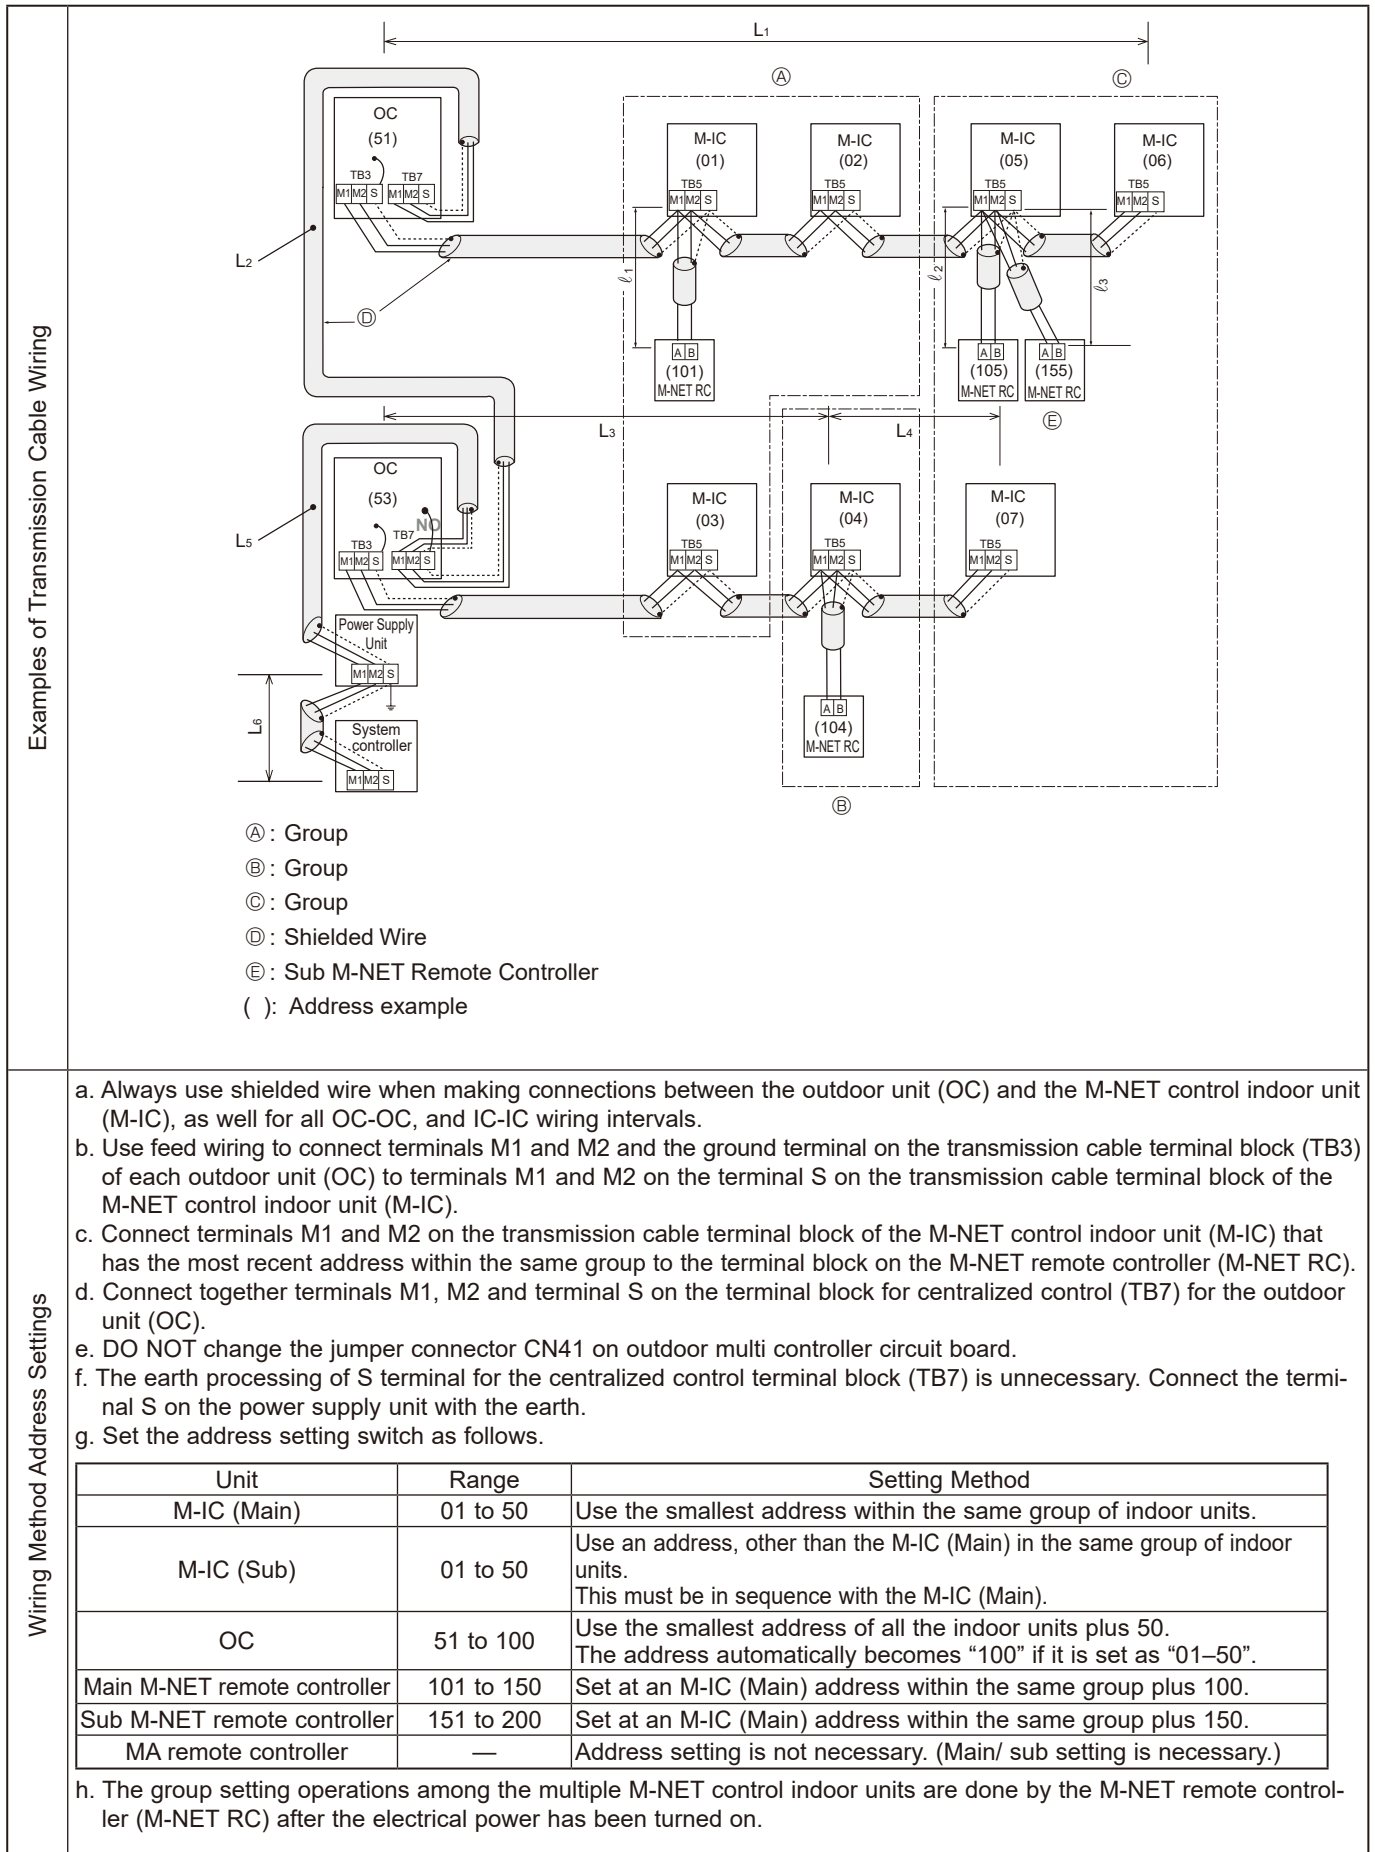 Examples of Transmission Cable Wiring
L1
Ⓐ
Ⓒ
OC
(51)
TB3
TB7
M1 M2 S
M1 M2 S
M-IC
(01)
TB5
M1 M2 S
M-IC
(02)
TB5
M1 M2 S
M-IC
(05)
TB5
M1 M2 S
M-IC
(06)
TB5
M1 M2 S
L2
Ⓓ
ℓ1
ℓ2
ℓ3
A B
(101)
M-NET RC
A B
(105)
M-NET RC
A B
(155)
M-NET RC
Ⓔ
L3
L4
OC
(53)
NO
TB3
TB7
M1 M2 S
M1 M2 S
M-IC
(03)
TB5
M1 M2 S
M-IC
(04)
TB5
M1 M2 S
M-IC
(07)
TB5
M1 M2 S
L5
Power Supply
Unit
M1 M2 S
L6
System
controller
M1 M2 S
A B
(104)
M-NET RC
Ⓑ
Ⓐ: Group
Ⓑ: Group
Ⓒ: Group
Ⓓ: Shielded Wire
Ⓔ: Sub M-NET Remote Controller
( ): Address example
Wiring Method Address Settings
a. Always use shielded wire when making connections between the outdoor unit (OC) and the M-NET control indoor unit
(M-IC), as well for all OC-OC, and IC-IC wiring intervals.
b. Use feed wiring to connect terminals M1 and M2 and the ground terminal on the transmission cable terminal block (TB3)
of each outdoor unit (OC) to terminals M1 and M2 on the terminal S on the transmission cable terminal block of the
M-NET control indoor unit (M-IC).
c. Connect terminals M1 and M2 on the transmission cable terminal block of the M-NET control indoor unit (M-IC) that
has the most recent address within the same group to the terminal block on the M-NET remote controller (M-NET RC).
d. Connect together terminals M1, M2 and terminal S on the terminal block for centralized control (TB7) for the outdoor
unit (OC).
e. DO NOT change the jumper connector CN41 on outdoor multi controller circuit board.
f. The earth processing of S terminal for the centralized control terminal block (TB7) is unnecessary. Connect the termi-
nal S on the power supply unit with the earth.
g. Set the address setting switch as follows.
Unit Range Setting Method
M-IC (Main) 01 to 50 Use the smallest address within the same group of indoor units.
M-IC (Sub) 01 to 50 Use an address, other than the M-IC (Main) in the same group of indoor
units.
This must be in sequence with the M-IC (Main).
OC 51 to 100 Use the smallest address of all the indoor units plus 50.
The address automatically becomes “100” if it is set as “01–50”.
Main M-NET remote controller 101 to 150 Set at an M-IC (Main) address within the same group plus 100.
Sub M-NET remote controller 151 to 200 Set at an M-IC (Main) address within the same group plus 150.
MA remote controller — Address setting is not necessary. (Main/ sub setting is necessary.)
h. The group setting operations among the multiple M-NET control indoor units are done by the M-NET remote control-
ler (M-NET RC) after the electrical power has been turned on.